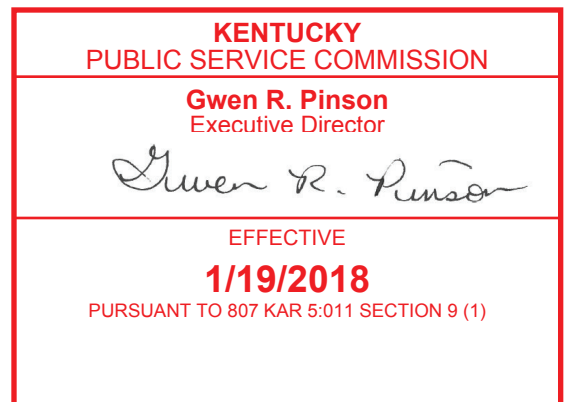 KENTUCKY
PUBLIC SERVICE COMMISSION
Gwen R. Pinson
Executive Director
Gwen R. Pinson
EFFECTIVE
1/19/2018
PURSUANT TO 807 KAR 5:011 SECTION 9 (1)